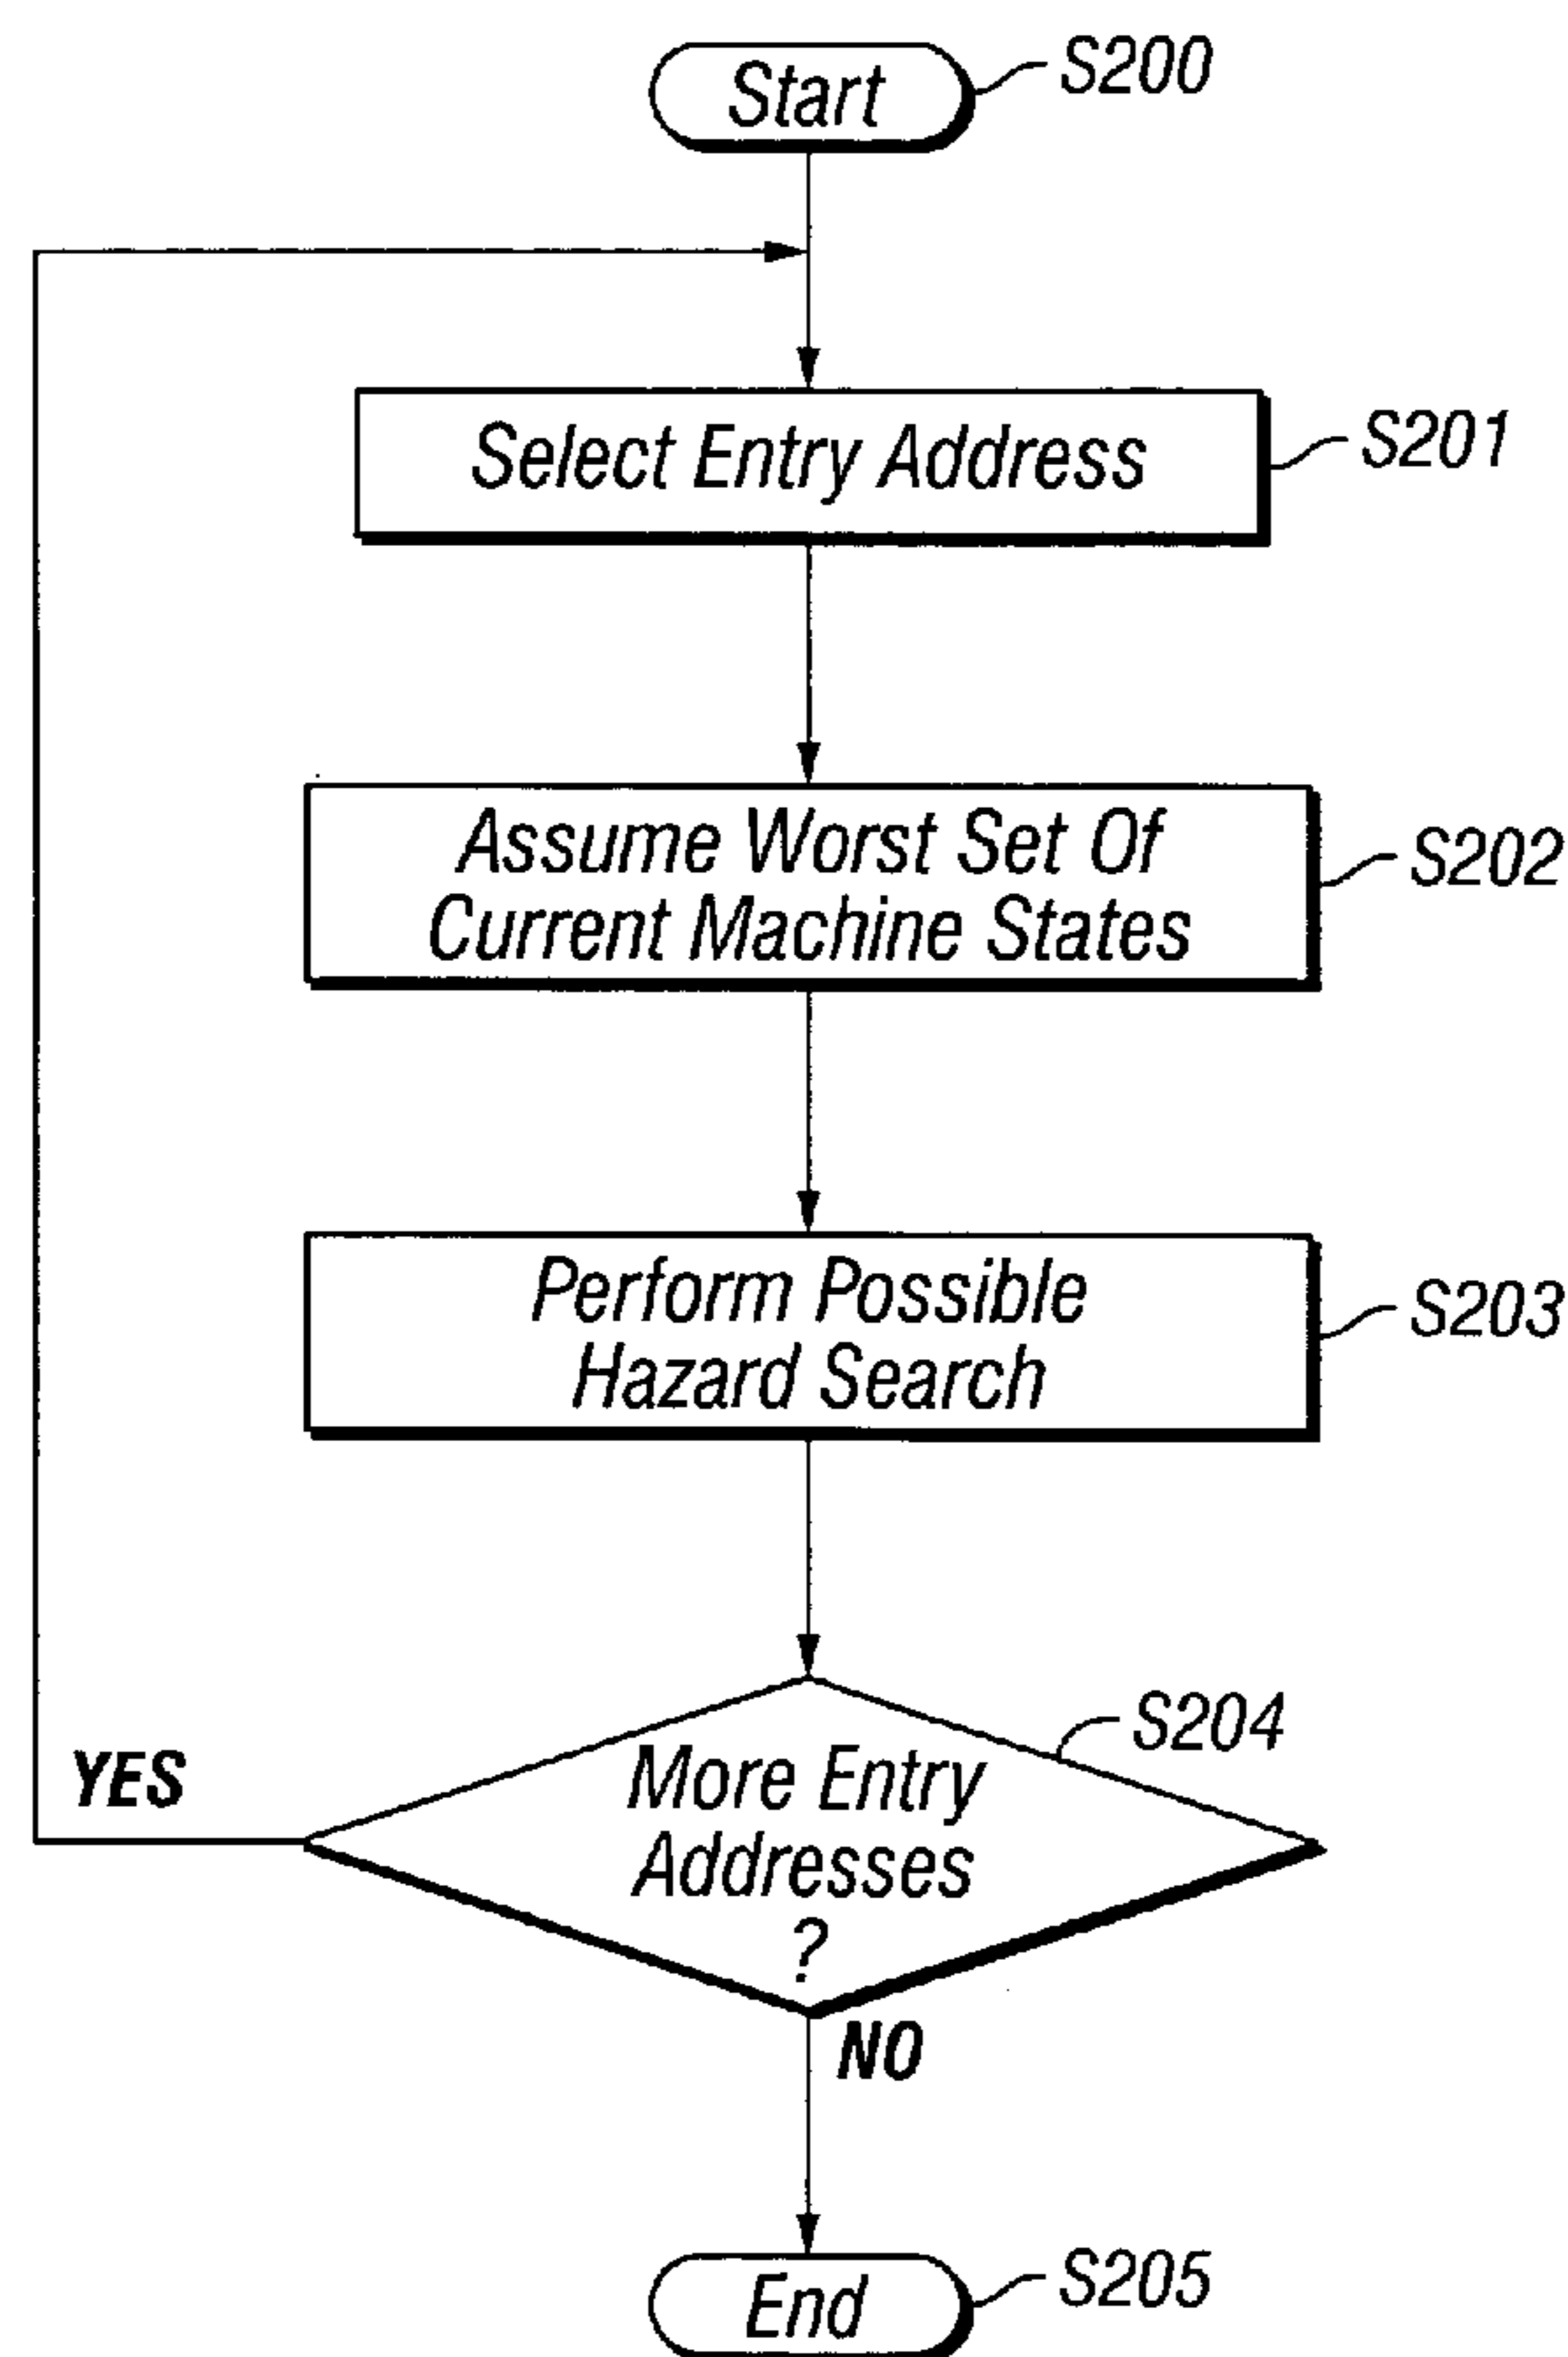 Start
S200
Select Entry Address
S201
Assume Worst Set Of
Current Machine States
S202
Perform Possible
Hazard Search
S203
More Entry
Addresses
?
S204
YES
NO
End
S205